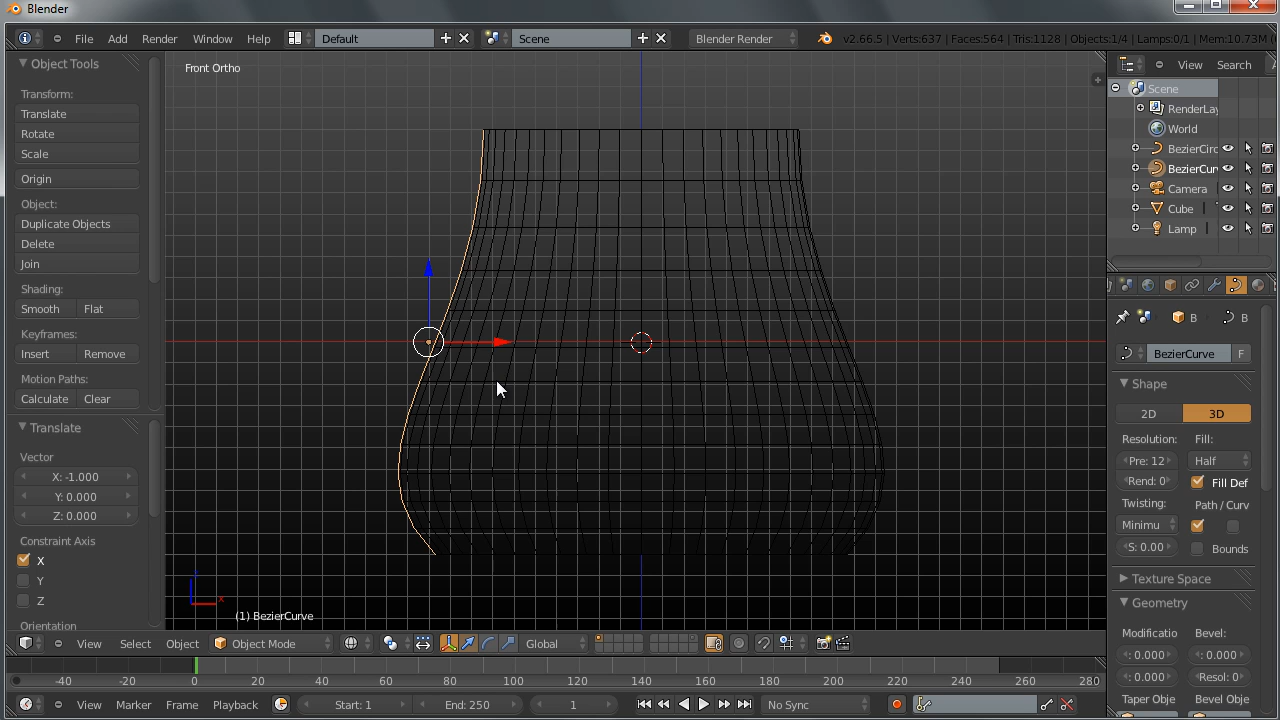 Blender
File Add Render Window Help Default Scene Blender Render v2.66.5 | Verts:637 | Faces:564 | Tris:1128 | Objects:1/4 | Lamps:0/1 | Mem:10.73M
Object Tools
Transform:
Translate
Rotate
Scale
Origin
Object:
Duplicate Objects
Delete
Join
Shading:
Smooth Flat
Keyframes:
Insert Remove
Motion Paths:
Calculate Clear
Translate
Vector
X: -1.000
Y: 0.000
Z: 0.000
Constraint Axis
X
Y
Z
Orientation
Front Ortho
(1) BezierCurve
View Select Object Object Mode Global
-40 -20 0 20 40 60 80 100 120 140 160 180 200 220 240 260 280
View Marker Frame Playback Start: 1 End: 250 1 No Sync
View Search
Scene
RenderLay
World
BezierCirc
BezierCurv
Camera
Cube
Lamp
B B
BezierCurve F
Shape
2D 3D
Resolution: Fill:
Pre: 12 Half
Rend: 0 Fill Def
Twisting: Path / Curv
Minimu
S: 0.00 Bounds
Texture Space
Geometry
Modificatio Bevel:
: 0.000 : 0.000
: 0.000 Resol: 0
Taper Obje Bevel Obje